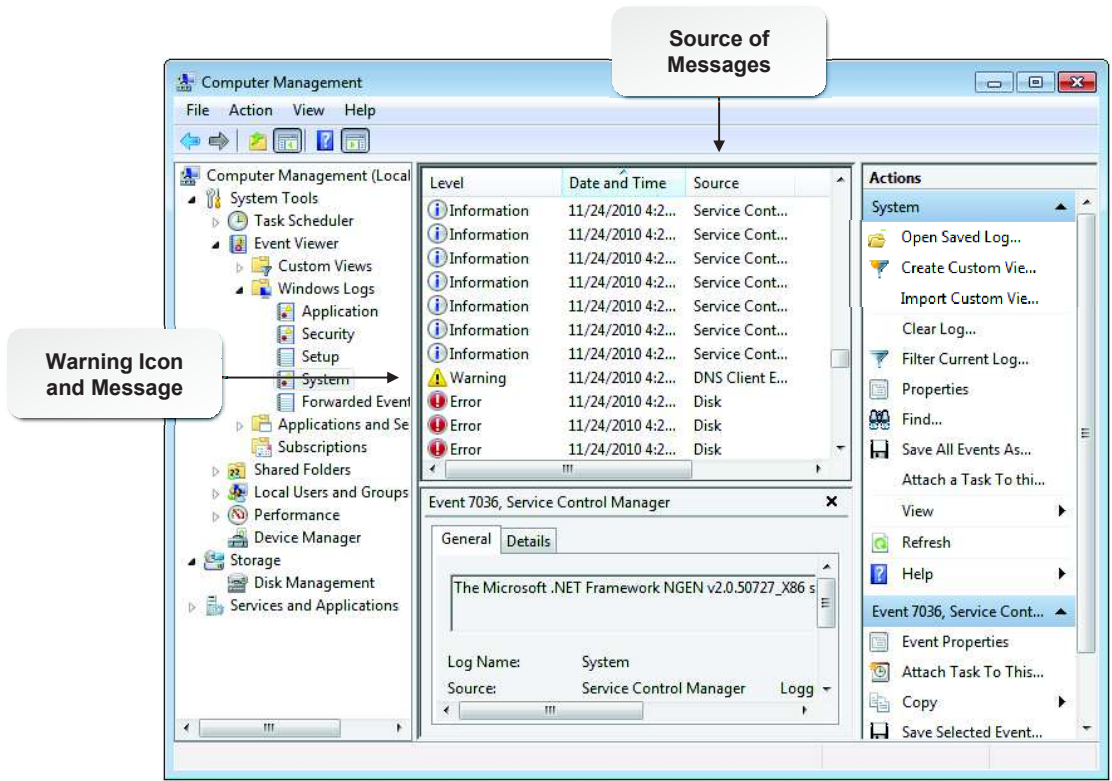 Source of
Messages
Computer Management
File Action View Help
Computer Management (Local
System Tools
Task Scheduler
Event Viewer
Custom Views
Windows Logs
Application
Security
Setup
System
Forwarded Event
Applications and Se
Subscriptions
Shared Folders
Local Users and Groups
Performance
Device Manager
Storage
Disk Management
Services and Applications
Warning Icon
and Message
Level Date and Time Source
Information 11/24/2010 4:2... Service Cont...
Information 11/24/2010 4:2... Service Cont...
Information 11/24/2010 4:2... Service Cont...
Information 11/24/2010 4:2... Service Cont...
Information 11/24/2010 4:2... Service Cont...
Information 11/24/2010 4:2... Service Cont...
Information 11/24/2010 4:2... Service Cont...
Warning 11/24/2010 4:2... DNS Client E...
Error 11/24/2010 4:2... Disk
Error 11/24/2010 4:2... Disk
Error 11/24/2010 4:2... Disk
Event 7036, Service Control Manager
General Details
The Microsoft .NET Framework NGEN v2.0.50727_X86 s
Log Name: System
Source: Service Control Manager Logg
Actions
System
Open Saved Log...
Create Custom Vie...
Import Custom Vie...
Clear Log...
Filter Current Log...
Properties
Find...
Save All Events As...
Attach a Task To thi...
View
Refresh
Help
Event 7036, Service Cont...
Event Properties
Attach Task To This...
Copy
Save Selected Event...